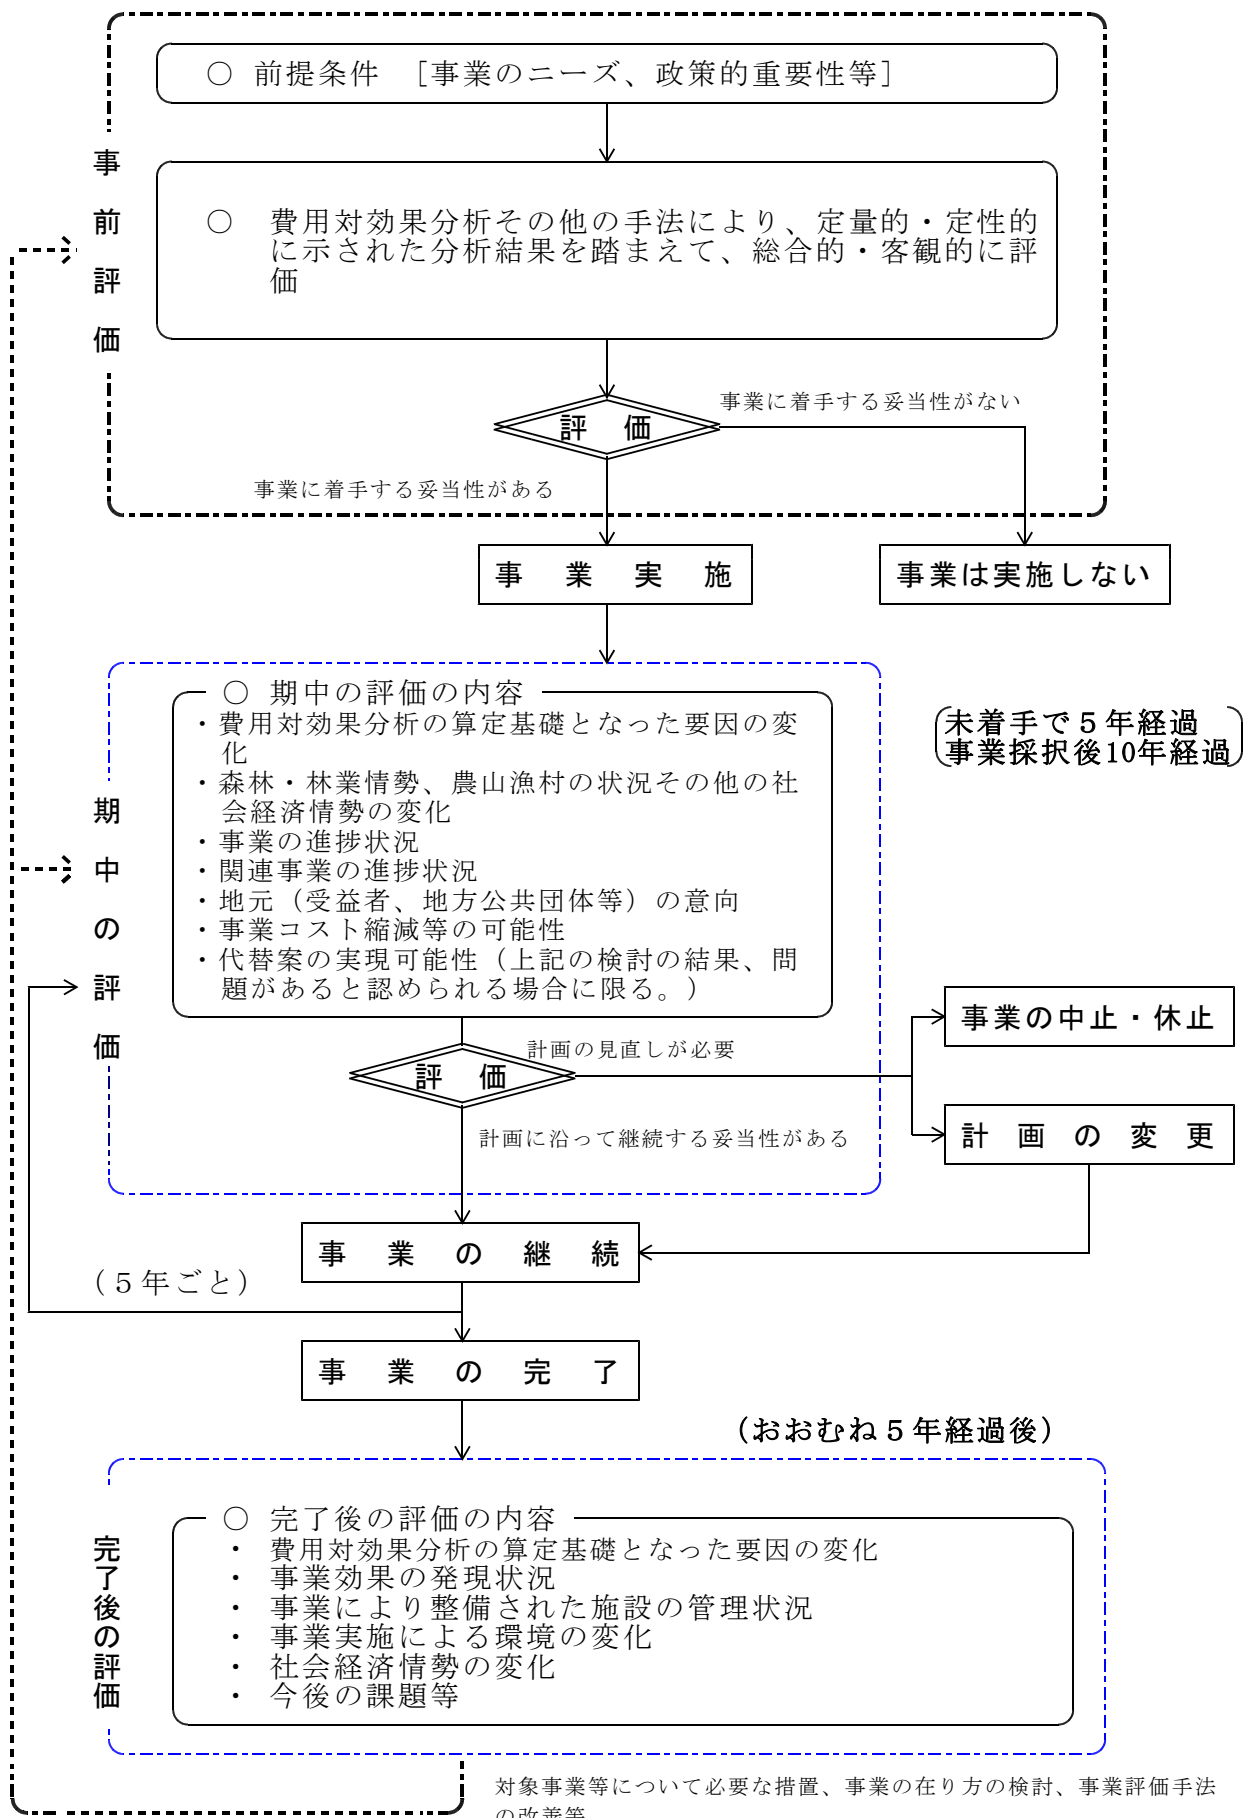 ○ 前提条件 ［事業のニーズ、政策的重要性等］
事前評価
○ 費用対効果分析その他の手法により、定量的・定性的
に示された分析結果を踏まえて、総合的・客観的に評
価
事業に着手する妥当性がない
評 価
事業に着手する妥当性がある
事 業 実 施
事業は実施しない
○ 期中の評価の内容
・費用対効果分析の算定基礎となった要因の変
化
・森林・林業情勢、農山漁村の状況その他の社
会経済情勢の変化
・事業の進捗状況
・関連事業の進捗状況
・地元（受益者、地方公共団体等）の意向
・事業コスト縮減等の可能性
・代替案の実現可能性（上記の検討の結果、問
題があると認められる場合に限る。）
未着手で５年経過
事業採択後10年経過
期中の評価
事業の中止・休止
計画の見直しが必要
評 価
計画の変更
計画に沿って継続する妥当性がある
事業の継続
（５年ごと）
事業の完了
（おおむね５年経過後）
○ 完了後の評価の内容
・ 費用対効果分析の算定基礎となった要因の変化
・ 事業効果の発現状況
・ 事業により整備された施設の管理状況
・ 事業実施による環境の変化
・ 社会経済情勢の変化
・ 今後の課題等
完了後の評価
対象事業等について必要な措置、事業の在り方の検討、事業評価手法
の改善等